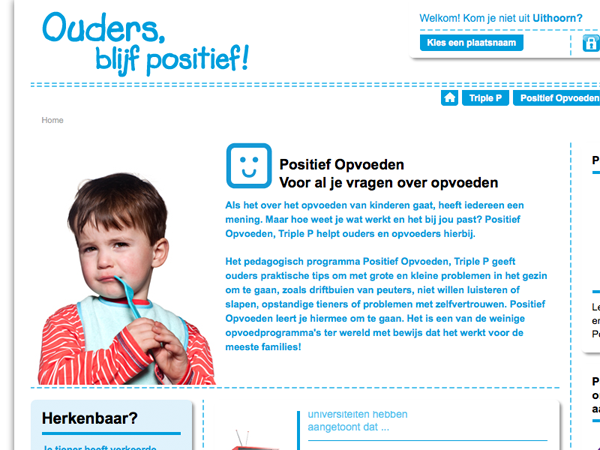 Ouders,
blijf positief!
Welkom! Kom je niet uit Uithoorn?
Kies een plaatsnaam
Triple P
Positief Opvoeden
Home
Positief Opvoeden
Voor al je vragen over opvoeden
Als het over het opvoeden van kinderen gaat, heeft iedereen een
mening. Maar hoe weet je wat werkt en het bij jou past? Positief
Opvoeden, Triple P helpt ouders en opvoeders hierbij.
Het pedagogisch programma Positief Opvoeden, Triple P geeft
ouders praktische tips om met grote en kleine problemen in het gezin
om te gaan, zoals driftbuien van peuters, niet willen luisteren of
slapen, opstandige tieners of problemen met zelfvertrouwen. Positief
Opvoeden leert je hiermee om te gaan. Het is een van de weinige
opvoedprogramma's ter wereld met bewijs dat het werkt voor de
meeste families!
Herkenbaar?
Je tiener heeft verkeerde
universiteiten hebben
aangetoont dat ...